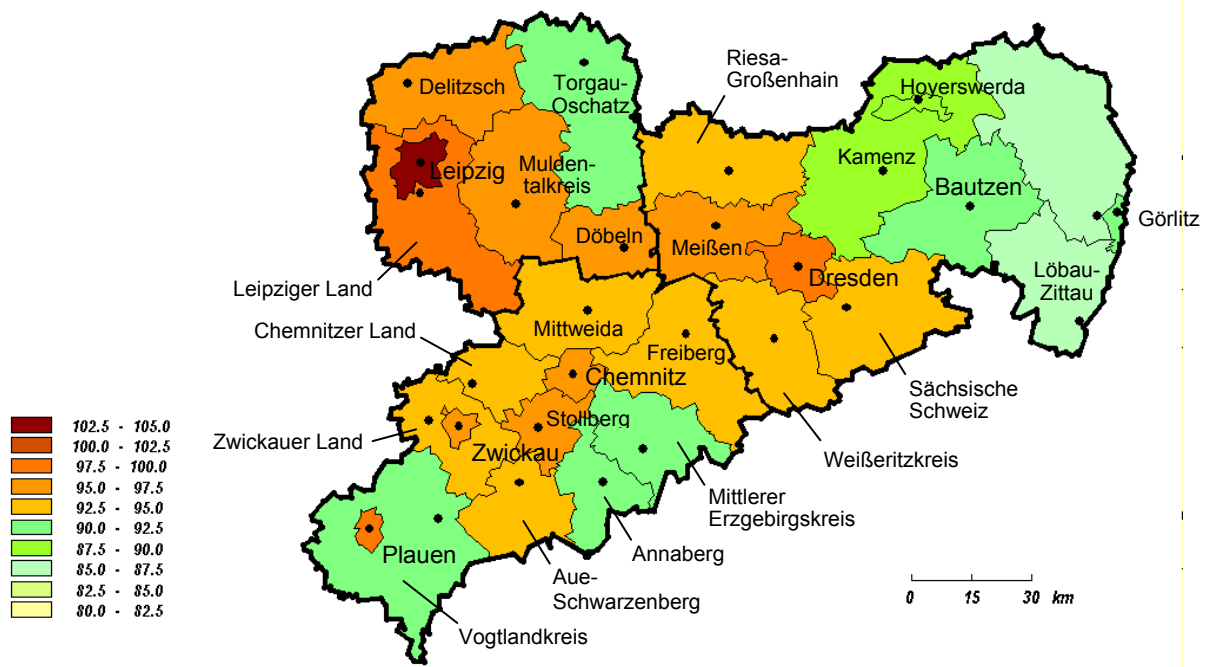 Riesa-
Großenhain
Delitzsch
Torgau-
Oschatz
Hoyerswerda
Leipzig
Mulden-
talkreis
Kamenz
Bautzen
Görlitz
Döbeln
Meißen
Dresden
Löbau-
Zittau
Leipziger Land
Chemnitzer Land
Mittweida
Freiberg
Chemnitz
Sächsische
Schweiz
Stollberg
Zwickauer Land
Zwickau
Weißeritzkreis
Mittlerer
Erzgebirgskreis
Annaberg
Plauen
Aue-
Schwarzenberg
Vogtlandkreis
102.5 - 105.0
100.0 - 102.5
97.5 - 100.0
95.0 - 97.5
92.5 - 95.0
90.0 - 92.5
87.5 - 90.0
85.0 - 87.5
82.5 - 85.0
80.0 - 82.5
0 15 30 km